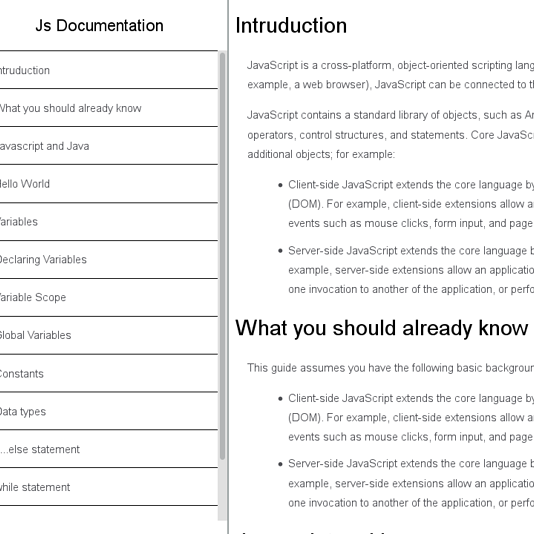 Js Documentation
ntruduction
What you should already know
avascript and Java
ello World
ariables
Declaring Variables
ariable Scope
Global Variables
Constants
Data types
...else statement
hile statement
Intruduction
JavaScript is a cross-platform, object-oriented scripting lang
example, a web browser), JavaScript can be connected to t
JavaScript contains a standard library of objects, such as Ar
operators, control structures, and statements. Core JavaScr
additional objects; for example:
• Client-side JavaScript extends the core language by
(DOM). For example, client-side extensions allow a
events such as mouse clicks, form input, and page
• Server-side JavaScript extends the core language b
example, server-side extensions allow an applicatio
one invocation to another of the application, or perfo
What you should already know
This guide assumes you have the following basic backgroun
• Client-side JavaScript extends the core language by
(DOM). For example, client-side extensions allow a
events such as mouse clicks, form input, and page
• Server-side JavaScript extends the core language b
example, server-side extensions allow an applicatio
one invocation to another of the application, or perfo